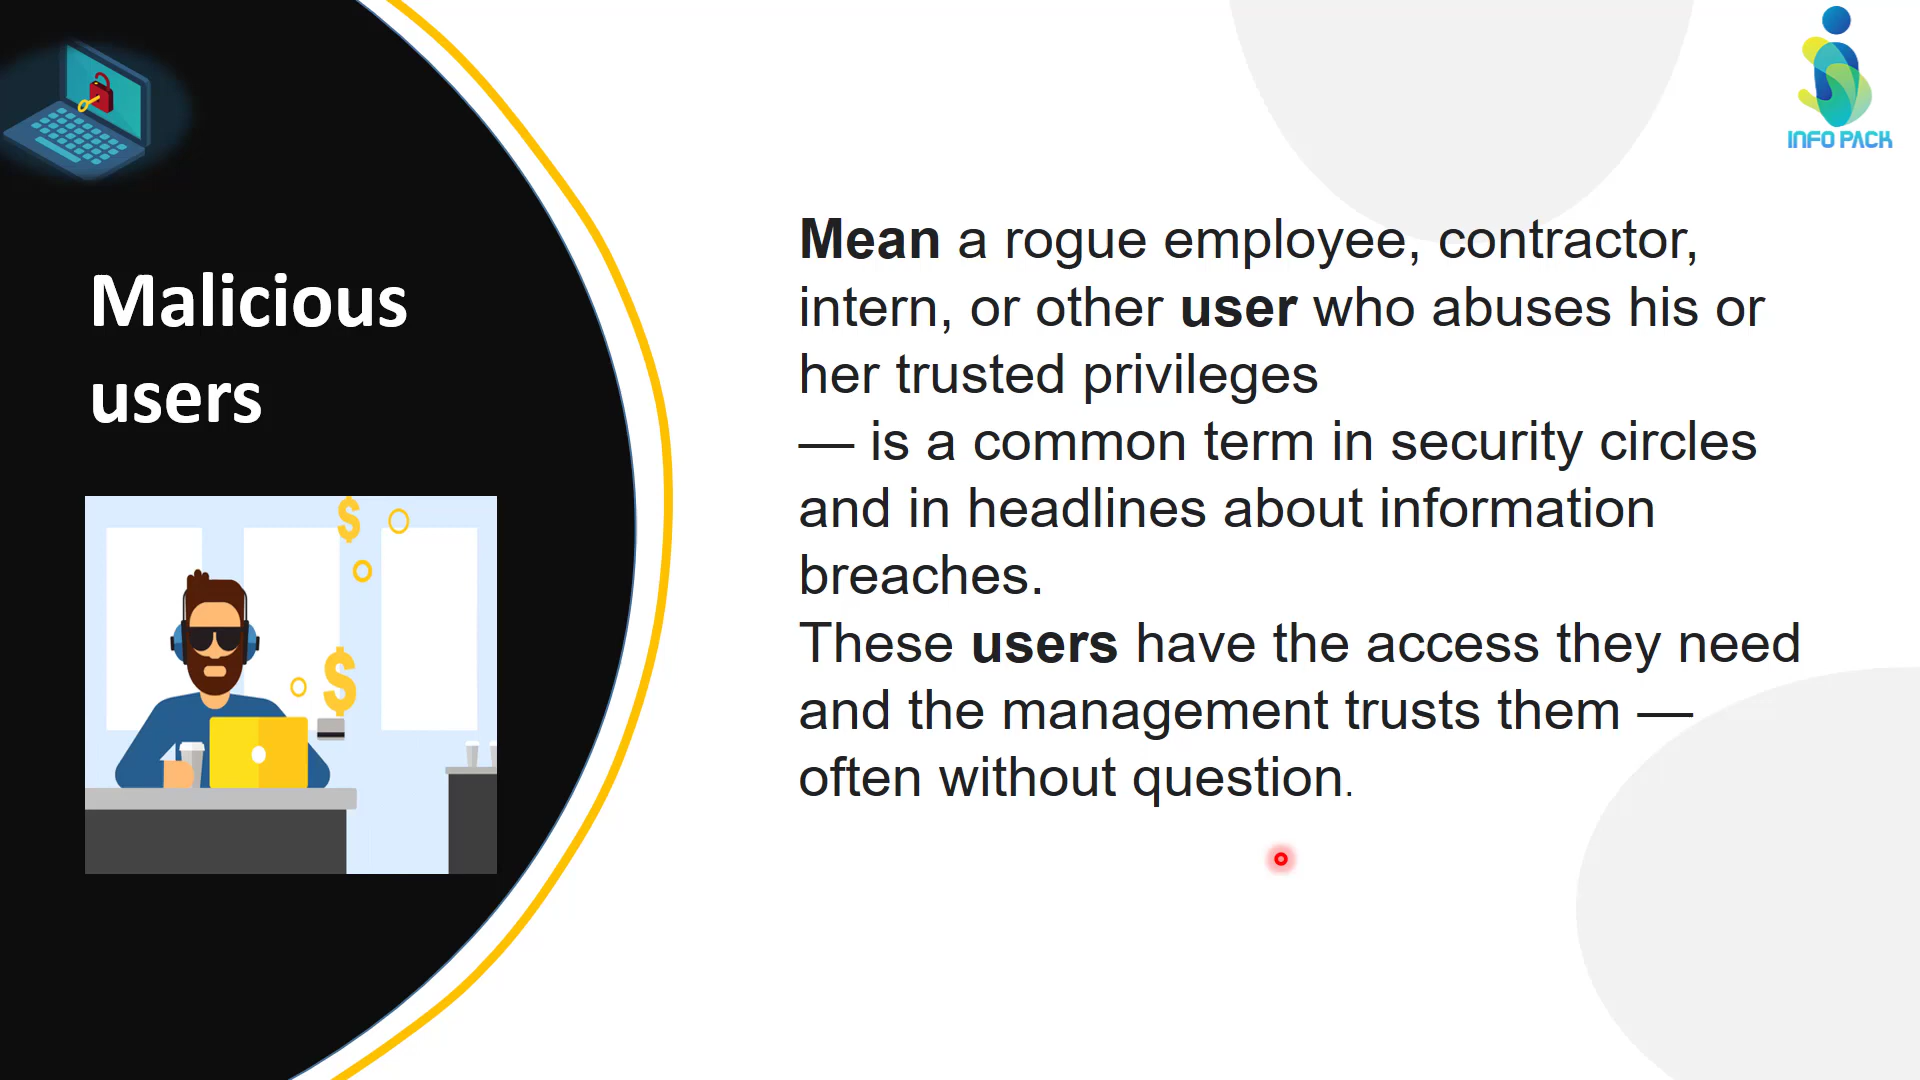 INFO PACK
Malicious
users
Mean a rogue employee, contractor,
intern, or other user who abuses his or
her trusted privileges
— is a common term in security circles
and in headlines about information
breaches.
These users have the access they need
and the management trusts them —
often without question.
$
$